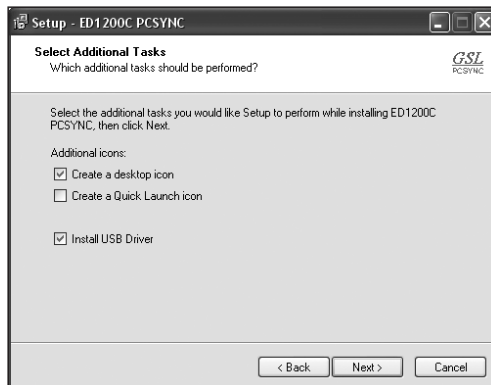 Setup - ED1200C PCSYNC
Select Additional Tasks
Which additional tasks should be performed?
GSL
PCSYNC
Select the additional tasks you would like Setup to perform while installing ED1200C
PCSYNC, then click Next.
Additional icons:
Create a desktop icon
Create a Quick Launch icon
Install USB Driver
< Back
Next >
Cancel